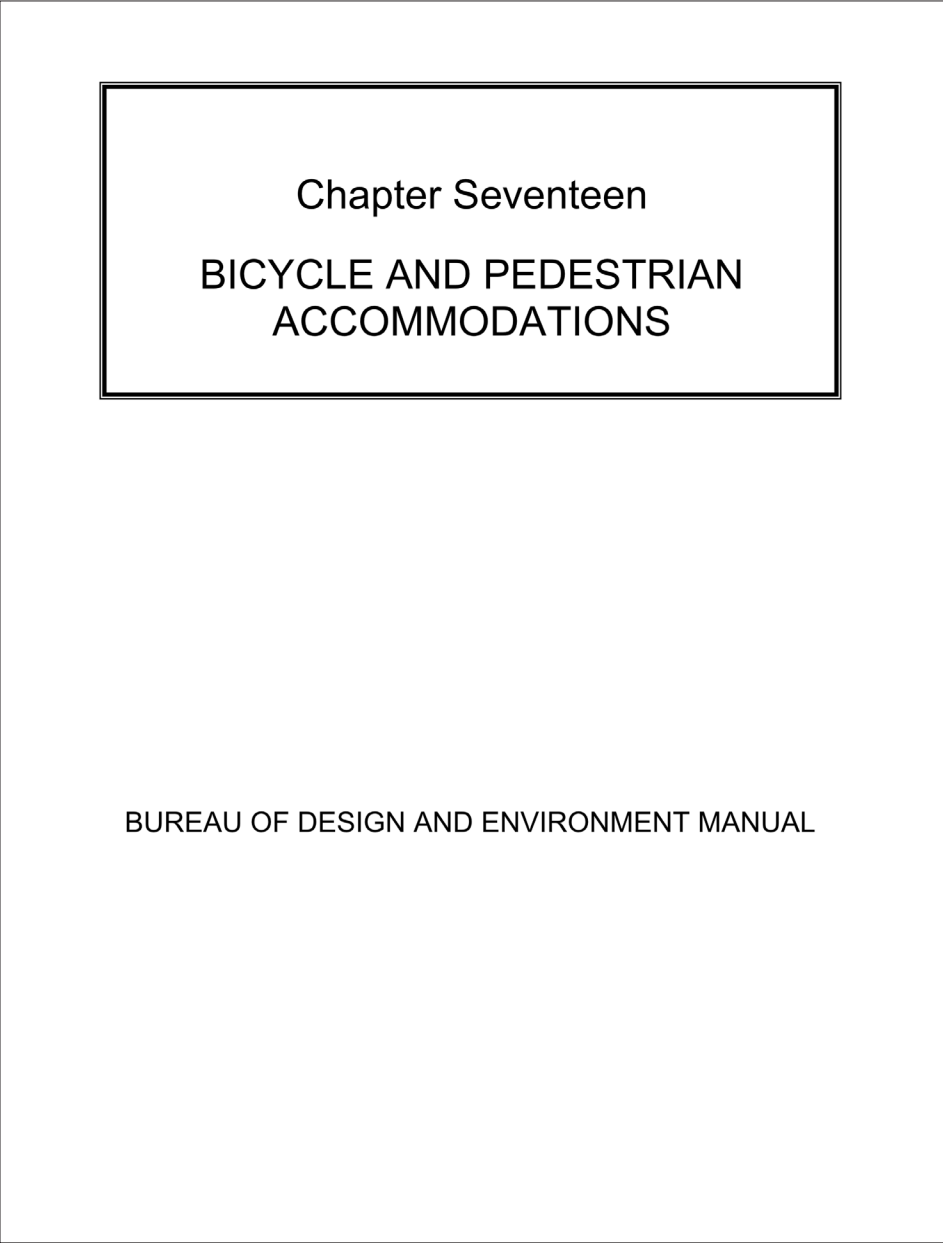 Chapter Seventeen
BICYCLE AND PEDESTRIAN
ACCOMMODATIONS
BUREAU OF DESIGN AND ENVIRONMENT MANUAL